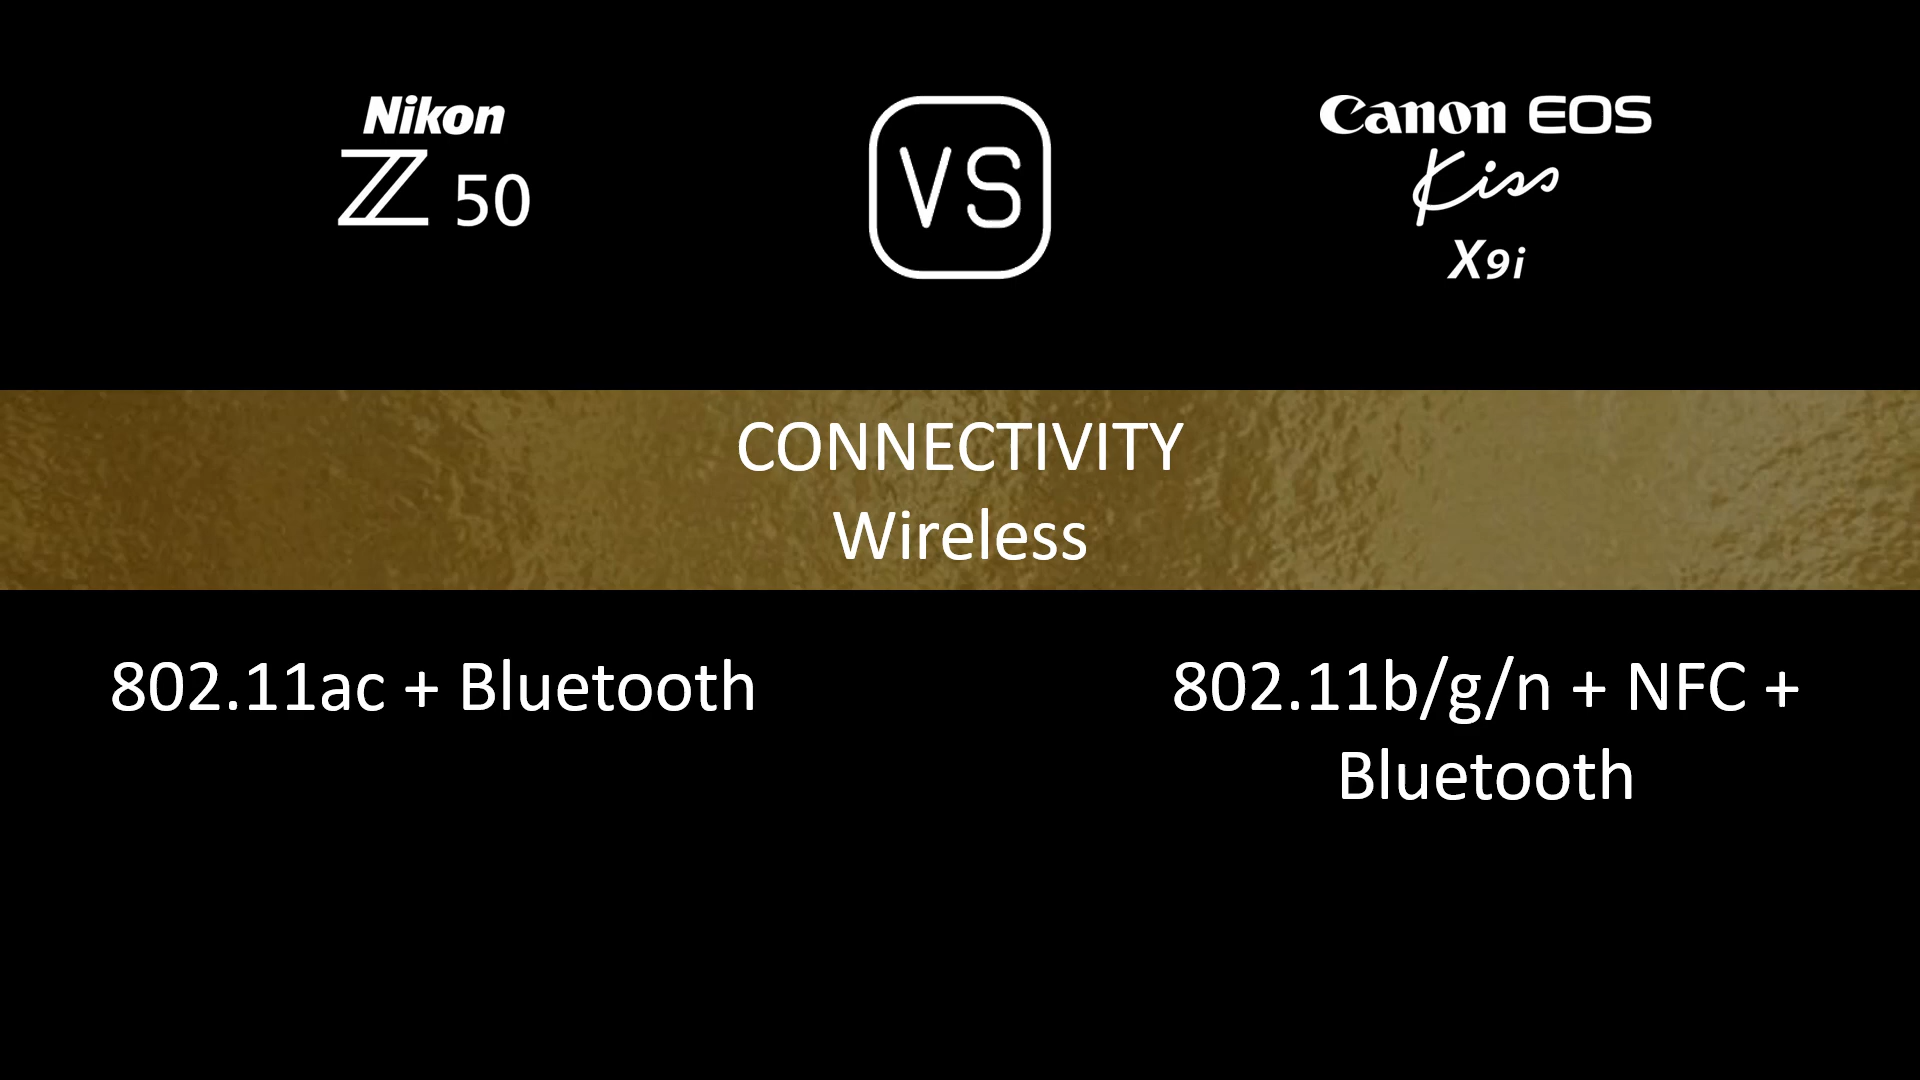 Nikon
Z 50
VS
Canon EOS
Kiss
X9i
CONNECTIVITY
Wireless
802.11ac + Bluetooth
802.11b/g/n + NFC +
Bluetooth